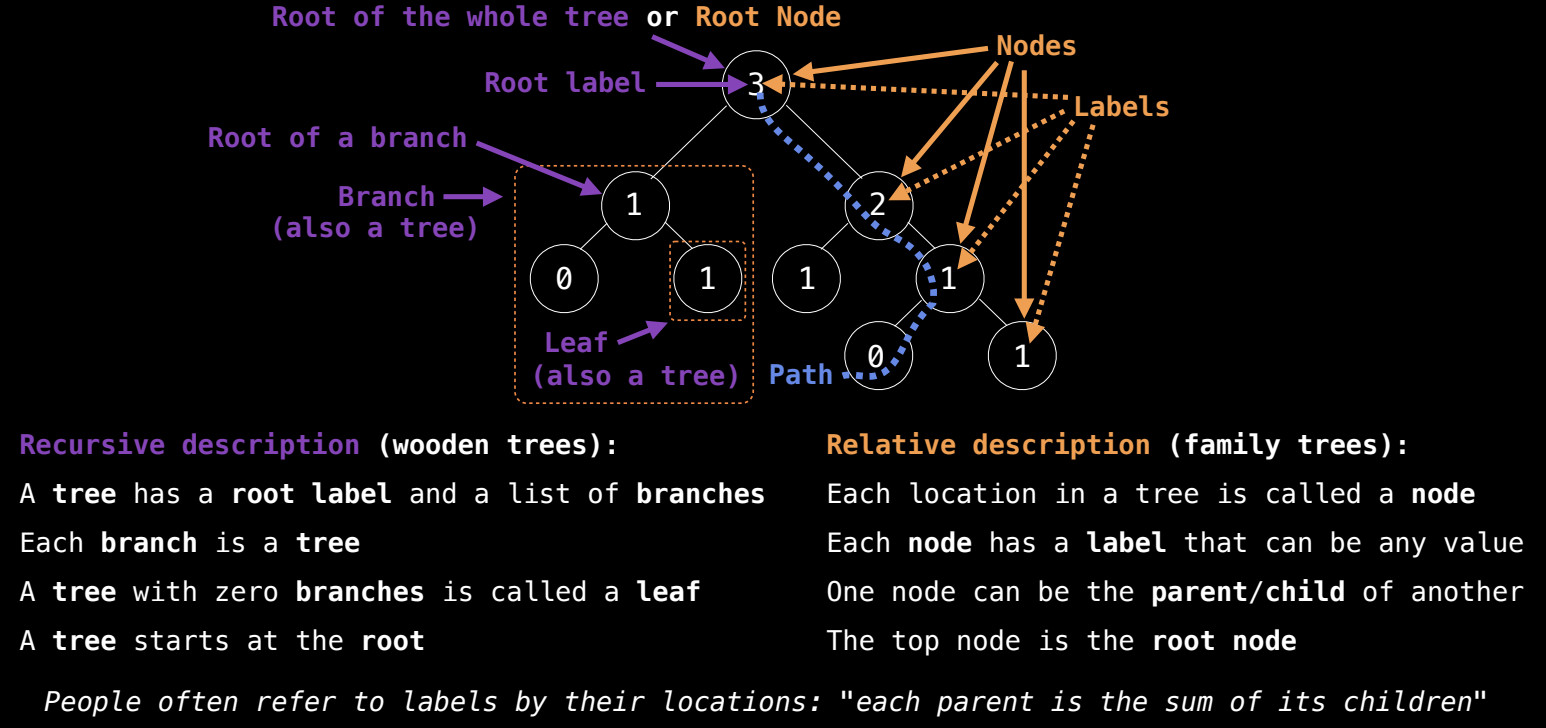 Root of the whole tree or Root Node
Nodes
Root label
3
Labels
Root of a branch
Branch
(also a tree)
1
2
0
1
1
1
Leaf
(also a tree)
Path
0
1
Recursive description (wooden trees):
A tree has a root label and a list of branches
Each branch is a tree
A tree with zero branches is called a leaf
A tree starts at the root
Relative description (family trees):
Each location in a tree is called a node
Each node has a label that can be any value
One node can be the parent/child of another
The top node is the root node
People often refer to labels by their locations: "each parent is the sum of its children"